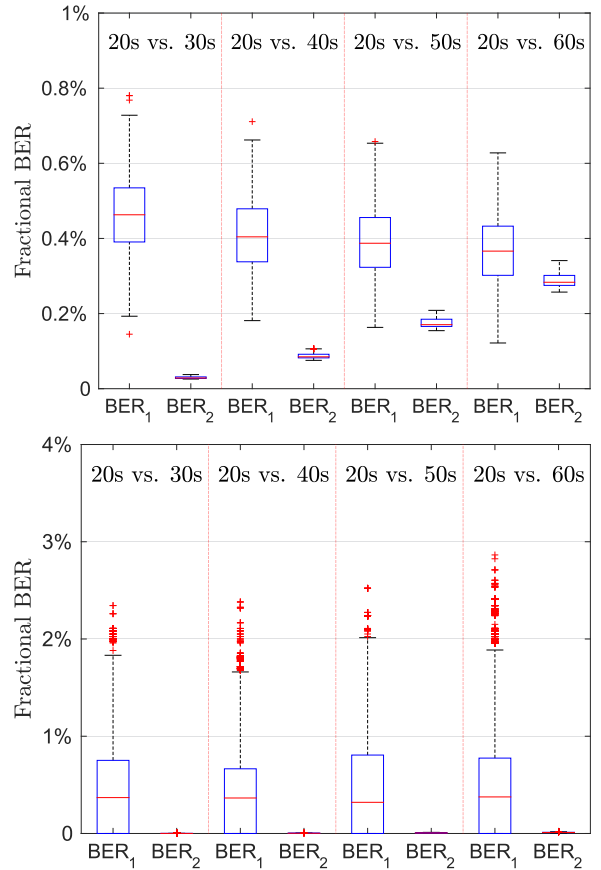 1%
20s vs. 30s 20s vs. 40s 20s vs. 50s 20s vs. 60s
0.8%
0.6%
0.4%
0.2%
0
Fractional BER
BER1 BER2 BER1 BER2 BER1 BER2 BER1 BER2
4%
20s vs. 30s 20s vs. 40s 20s vs. 50s 20s vs. 60s
3%
2%
1%
0
Fractional BER
BER1 BER2 BER1 BER2 BER1 BER2 BER1 BER2